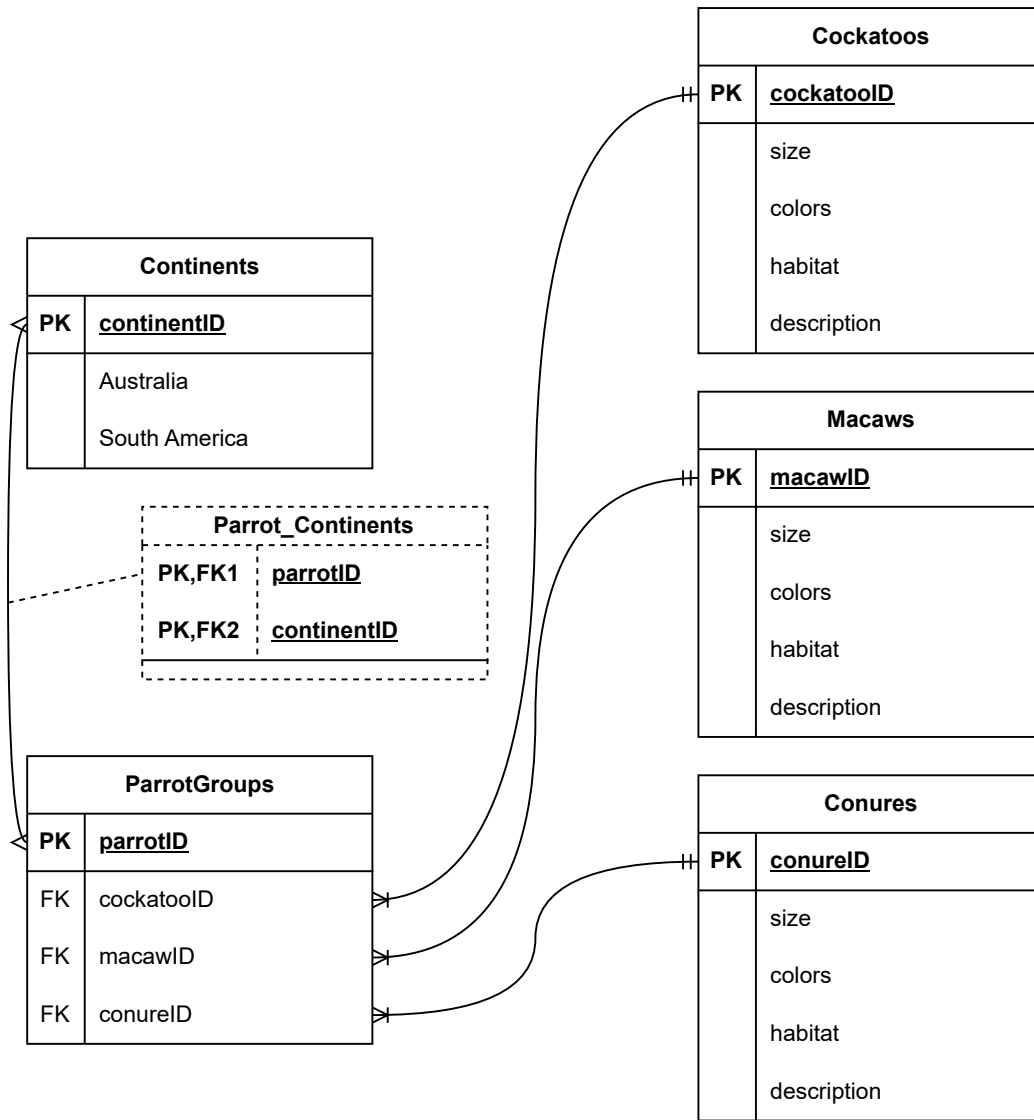 Continents
PK continentID
Australia
South America
Parrot_Continents
PK,FK1 parrotID
PK,FK2 continentID
ParrotGroups
PK parrotID
FK cockatooID
FK macawID
FK conureID
Cockatoos
PK cockatooID
size
colors
habitat
description
Macaws
PK macawID
size
colors
habitat
description
Conures
PK conureID
size
colors
habitat
description